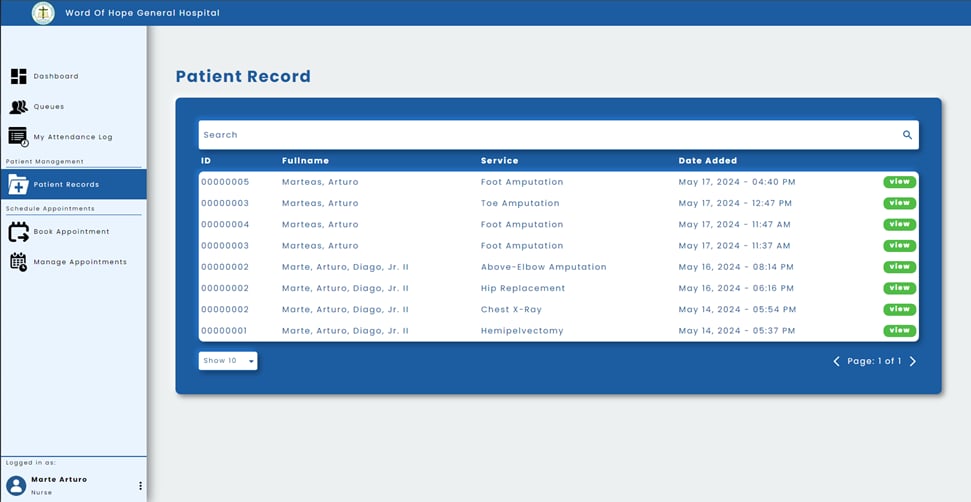 Word Of Hope General Hospital
Dashboard
Queues
My Attendance Log
Patient Management
Patient Records
Schedule Appointments
Book Appointment
Manage Appointments
Logged in as:
Marte Arturo
Nurse
Patient Record
Search
ID Fullname Service Date Added
00000005 Marteas, Arturo Foot Amputation May 17, 2024 - 04:40 PM view
00000003 Marteas, Arturo Toe Amputation May 17, 2024 - 12:47 PM view
00000004 Marteas, Arturo Foot Amputation May 17, 2024 - 11:47 AM view
00000003 Marteas, Arturo Foot Amputation May 17, 2024 - 11:37 AM view
00000002 Marte, Arturo, Diago, Jr. II Above-Elbow Amputation May 16, 2024 - 08:14 PM view
00000002 Marte, Arturo, Diago, Jr. II Hip Replacement May 16, 2024 - 06:16 PM view
00000002 Marte, Arturo, Diago, Jr. II Chest X-Ray May 14, 2024 - 05:54 PM view
00000001 Marte, Arturo, Diago, Jr. II Hemipelvectomy May 14, 2024 - 05:37 PM view
Show 10
Page: 1 of 1